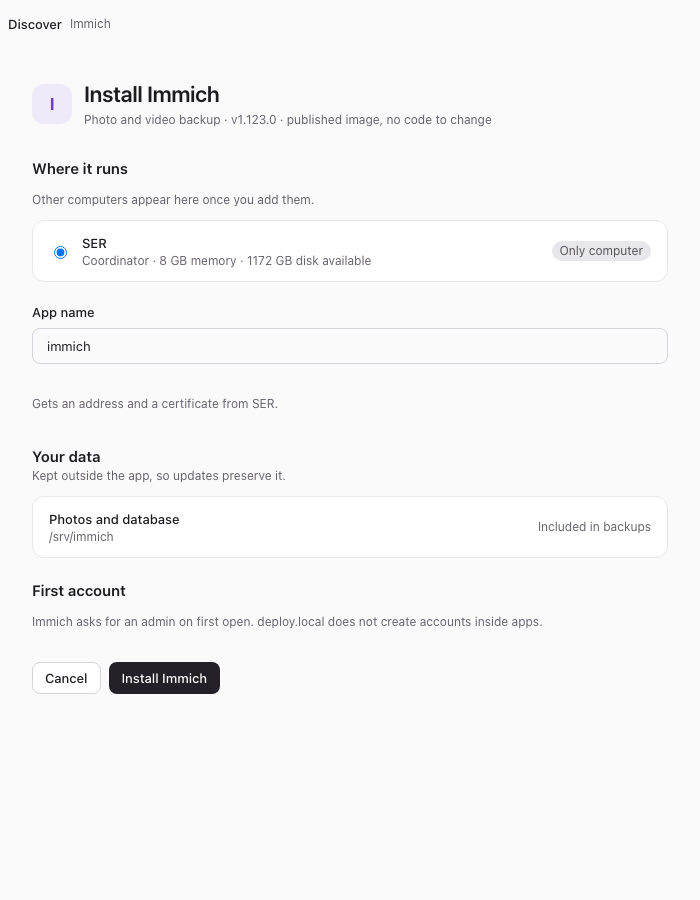 Discover Immich
I
Install Immich
Photo and video backup · v1.123.0 · published image, no code to change
Where it runs
Other computers appear here once you add them.
SER
Coordinator · 8 GB memory · 1172 GB disk available
Only computer
App name
immich
Gets an address and a certificate from SER.
Your data
Kept outside the app, so updates preserve it.
Photos and database
/srv/immich
Included in backups
First account
Immich asks for an admin on first open. deploy.local does not create accounts inside apps.
Cancel
Install Immich